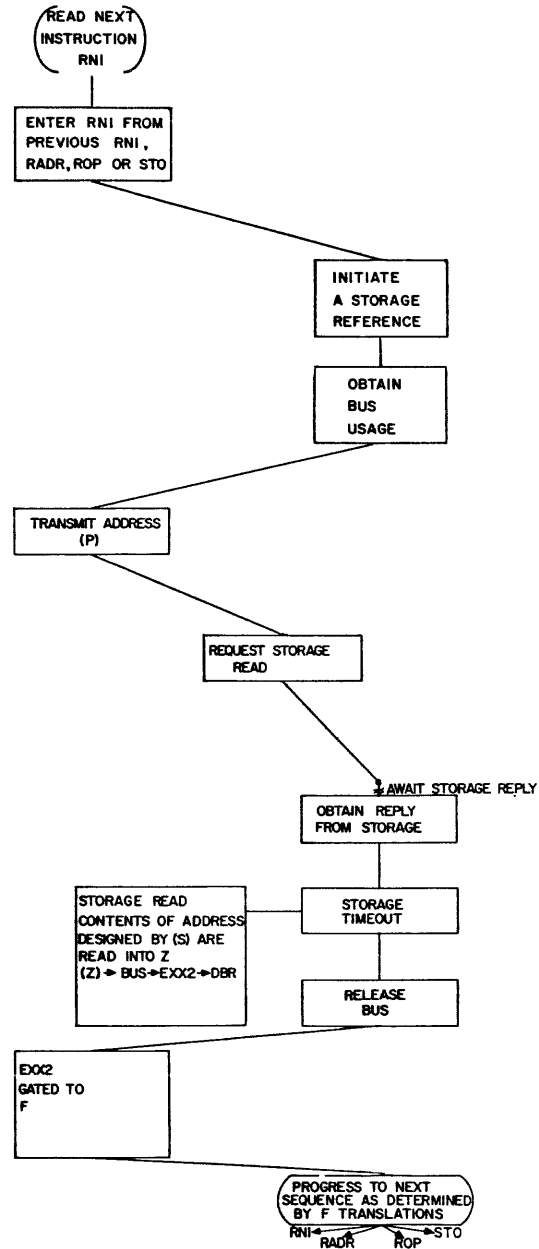 READ NEXT
INSTRUCTION
RNI
ENTER RNI FROM
PREVIOUS RNI,
RADR, ROP OR STO
INITIATE
A STORAGE
REFERENCE
OBTAIN
BUS
USAGE
TRANSMIT ADDRESS
(P)
REQUEST STORAGE
READ
AWAIT STORAGE REPLY
OBTAIN REPLY
FROM STORAGE
STORAGE READ
CONTENTS OF ADDRESS
DESIGNED BY (S) ARE
READ INTO Z
(Z)→ BUS→EXX2→DBR
STORAGE
TIMEOUT
RELEASE
BUS
EXX2
GATED TO
F
PROGRESS TO NEXT
SEQUENCE AS DETERMINED
BY F TRANSLATIONS
RNI
RADR
ROP
STO